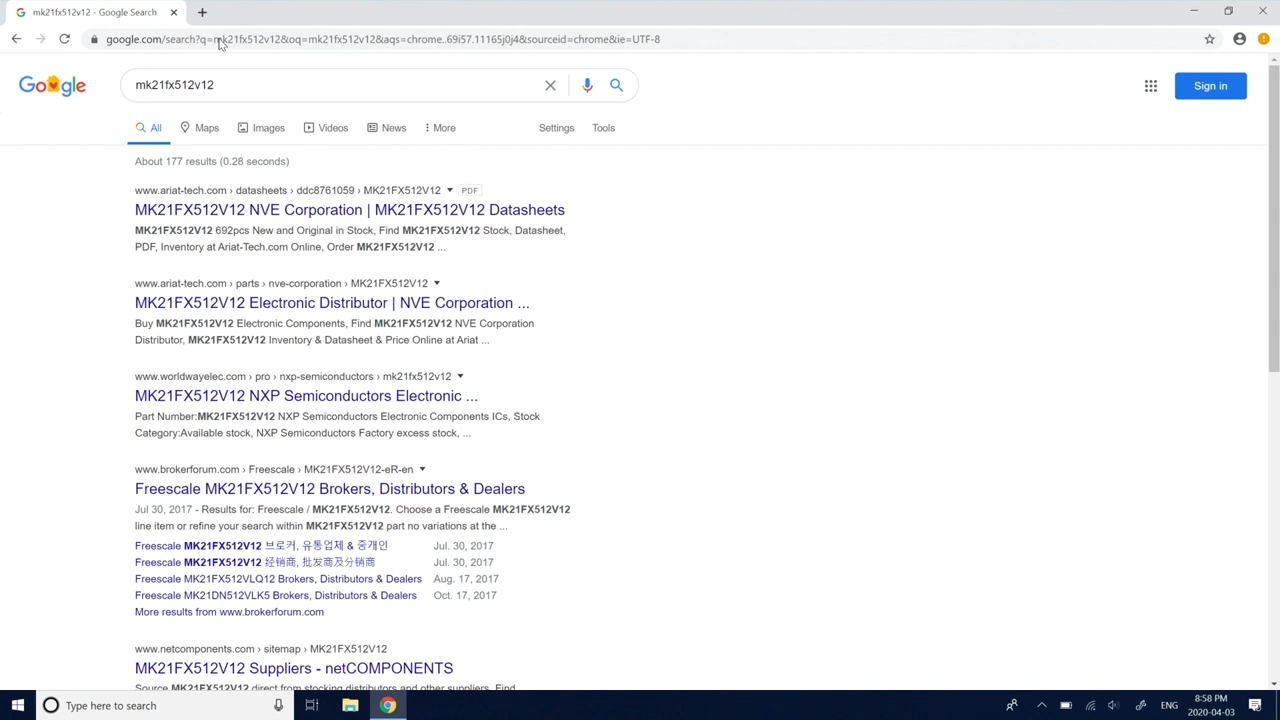 mk21fx512v12 - Google Search
google.com/search?q=mk21fx512v12&oq=mk21fx512v12&aqs=chrome..69i57.11165j0j4&sourceid=chrome&ie=UTF-8
Google
mk21fx512v12
Sign in
All Maps Images Videos News More Settings Tools
About 177 results (0.28 seconds)
www.ariat-tech.com › datasheets › ddc8761059 › MK21FX512V12 PDF
MK21FX512V12 NVE Corporation | MK21FX512V12 Datasheets
MK21FX512V12 692pcs New and Original in Stock, Find MK21FX512V12 Stock, Datasheet,
PDF, Inventory at Ariat-Tech.com Online, Order MK21FX512V12 ...
www.ariat-tech.com › parts › nve-corporation › MK21FX512V12
MK21FX512V12 Electronic Distributor | NVE Corporation ...
Buy MK21FX512V12 Electronic Components, Find MK21FX512V12 NVE Corporation
Distributor, MK21FX512V12 Inventory & Datasheet & Price Online at Ariat ...
www.worldwayelec.com › pro › nxp-semiconductors › mk21fx512v12
MK21FX512V12 NXP Semiconductors Electronic ...
Part Number:MK21FX512V12 NXP Semiconductors Electronic Components ICs, Stock
Category:Available stock, NXP Semiconductors Factory excess stock, ...
www.brokerforum.com › Freescale › MK21FX512V12-eR-en
Freescale MK21FX512V12 Brokers, Distributors & Dealers
Jul 30, 2017 - Results for: Freescale / MK21FX512V12. Choose a Freescale MK21FX512V12
line item or refine your search within MK21FX512V12 part no variations at the ...
Freescale MK21FX512V12 브로커, 유통업체 & 중개인 Jul. 30, 2017
Freescale MK21FX512V12 经销商, 批发商及分销商 Jul. 30, 2017
Freescale MK21FX512VLQ12 Brokers, Distributors & Dealers Aug. 17, 2017
Freescale MK21DN512VLK5 Brokers, Distributors & Dealers Oct. 17, 2017
More results from www.brokerforum.com
www.netcomponents.com › sitemap › MK21FX512V12
MK21FX512V12 Suppliers - netCOMPONENTS
Source MK21FX512V12 direct from stocking distributors and other suppliers. Find
Type here to search
ENG
8:58 PM
2020-04-03